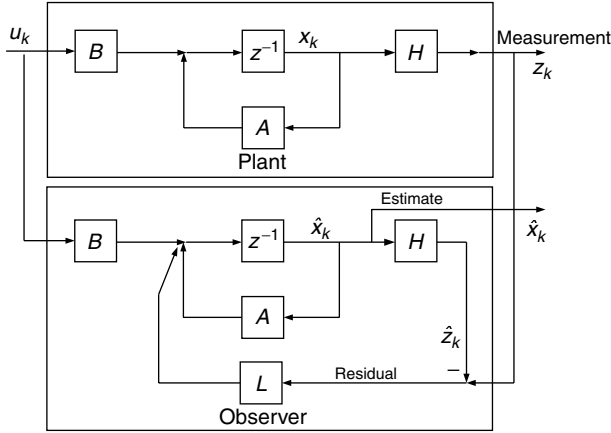 u_k
B
z⁻¹
x_k
H
Measurement
z_k
A
Plant
Estimate
B
z⁻¹
x̂_k
H
x̂_k
A
ẑ_k
L
Residual
−
Observer